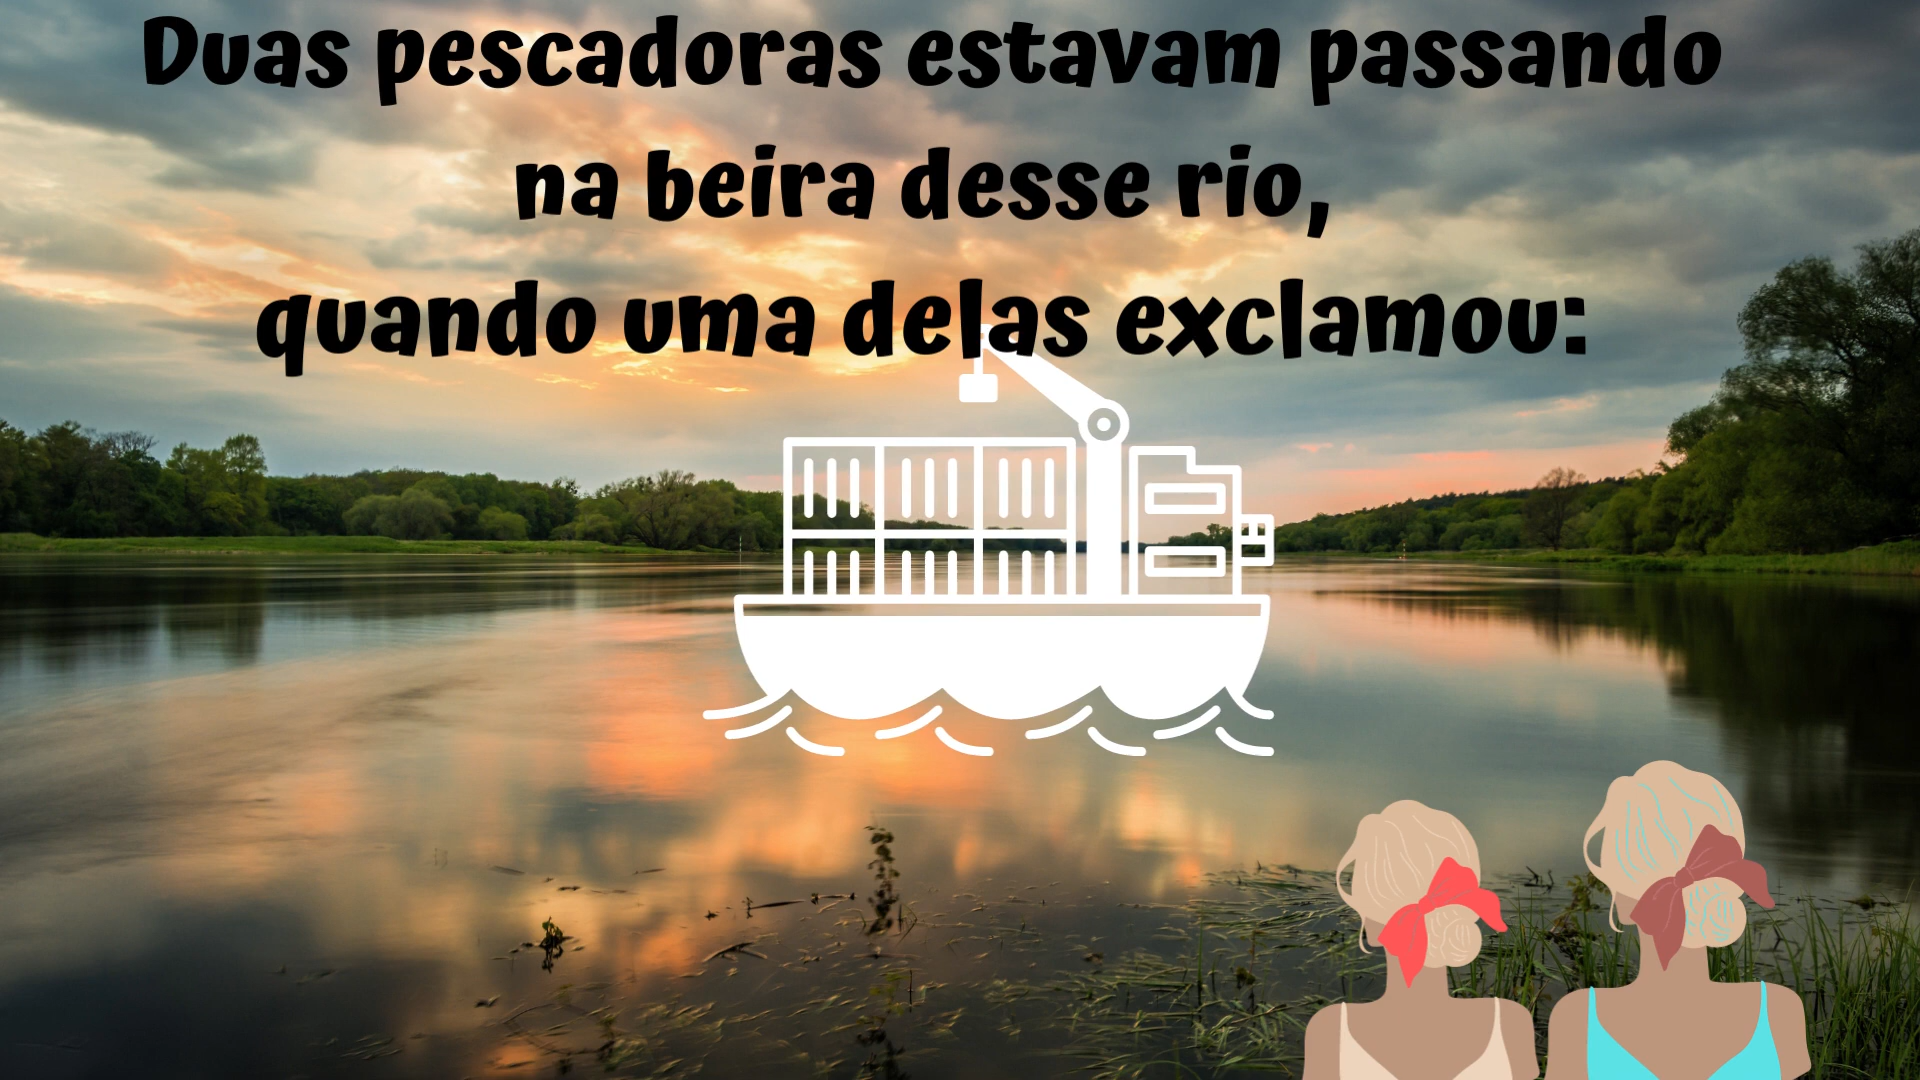 Duas pescadoras estavam passando
na beira desse rio,
quando uma delas exclamou: